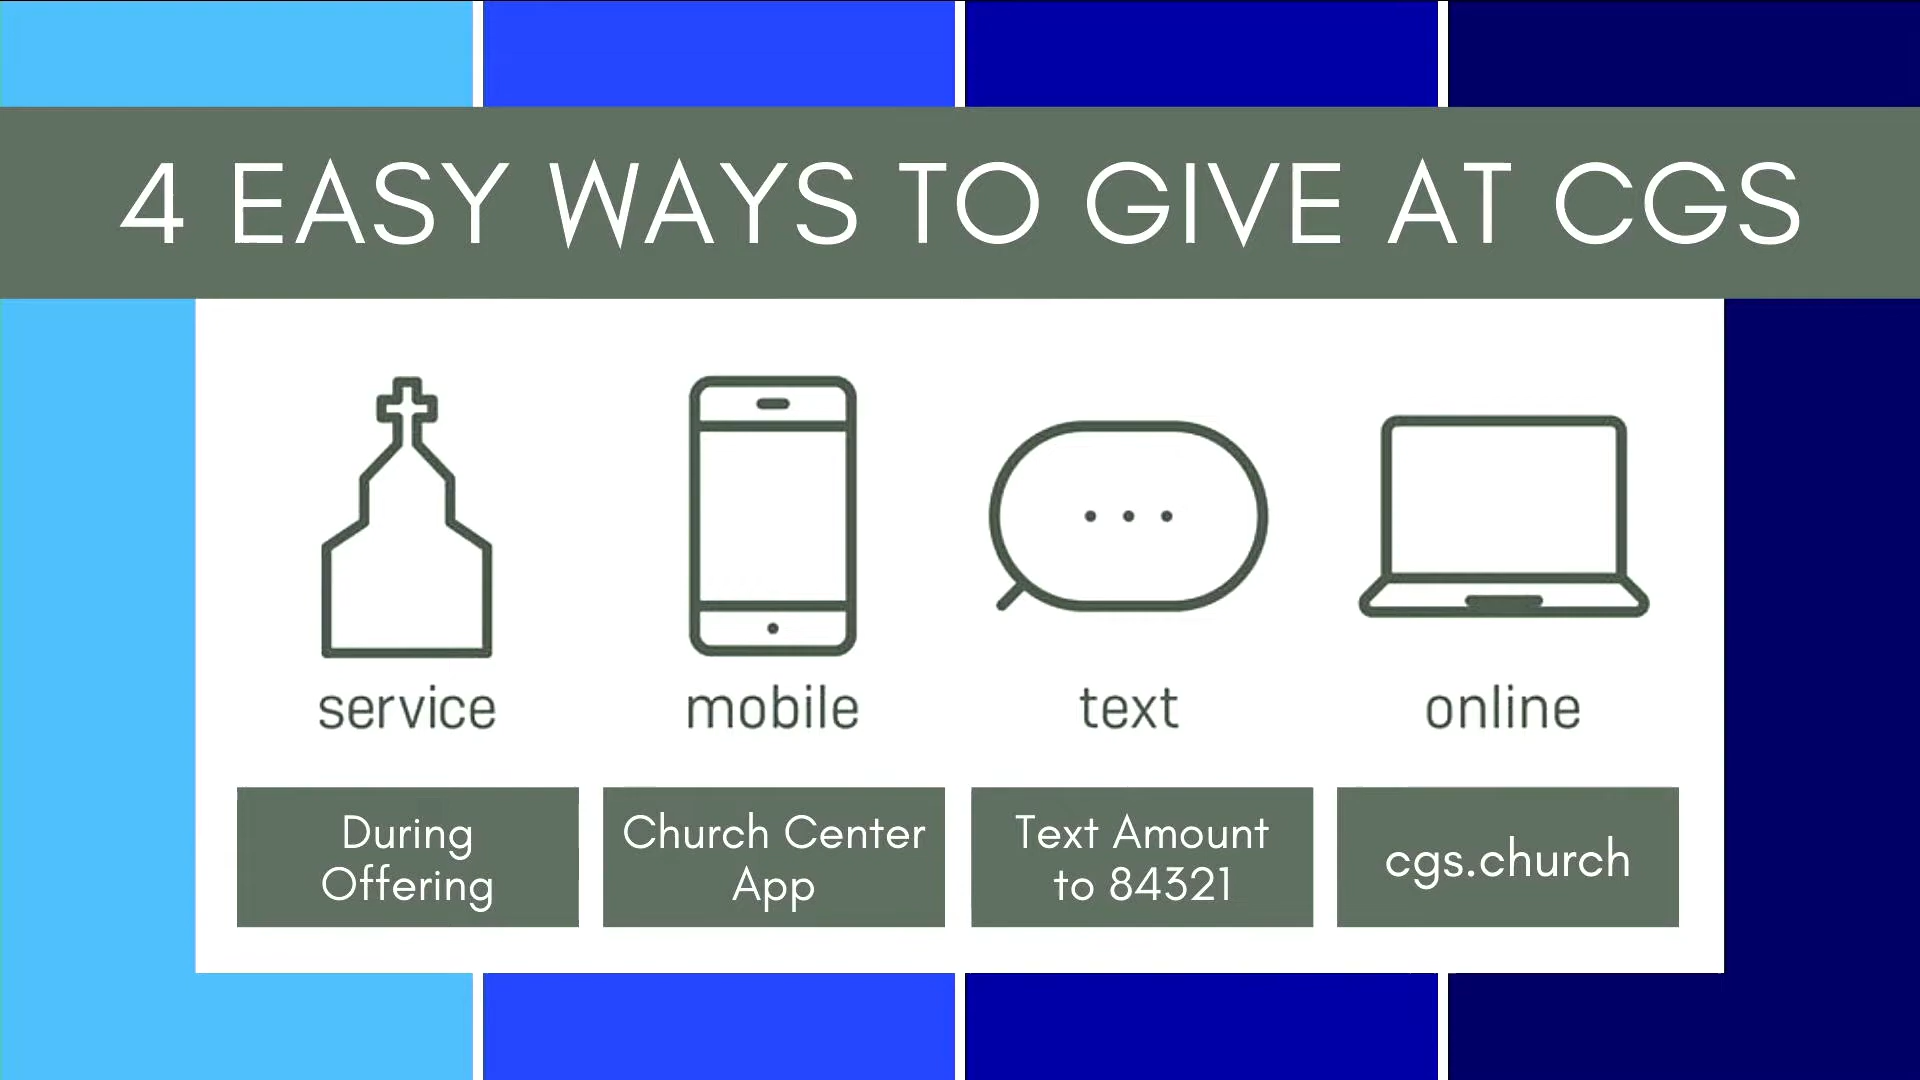 4 EASY WAYS TO GIVE AT CGS
service
mobile
text
online
During
Offering
Church Center
App
Text Amount
to 84321
cgs.church